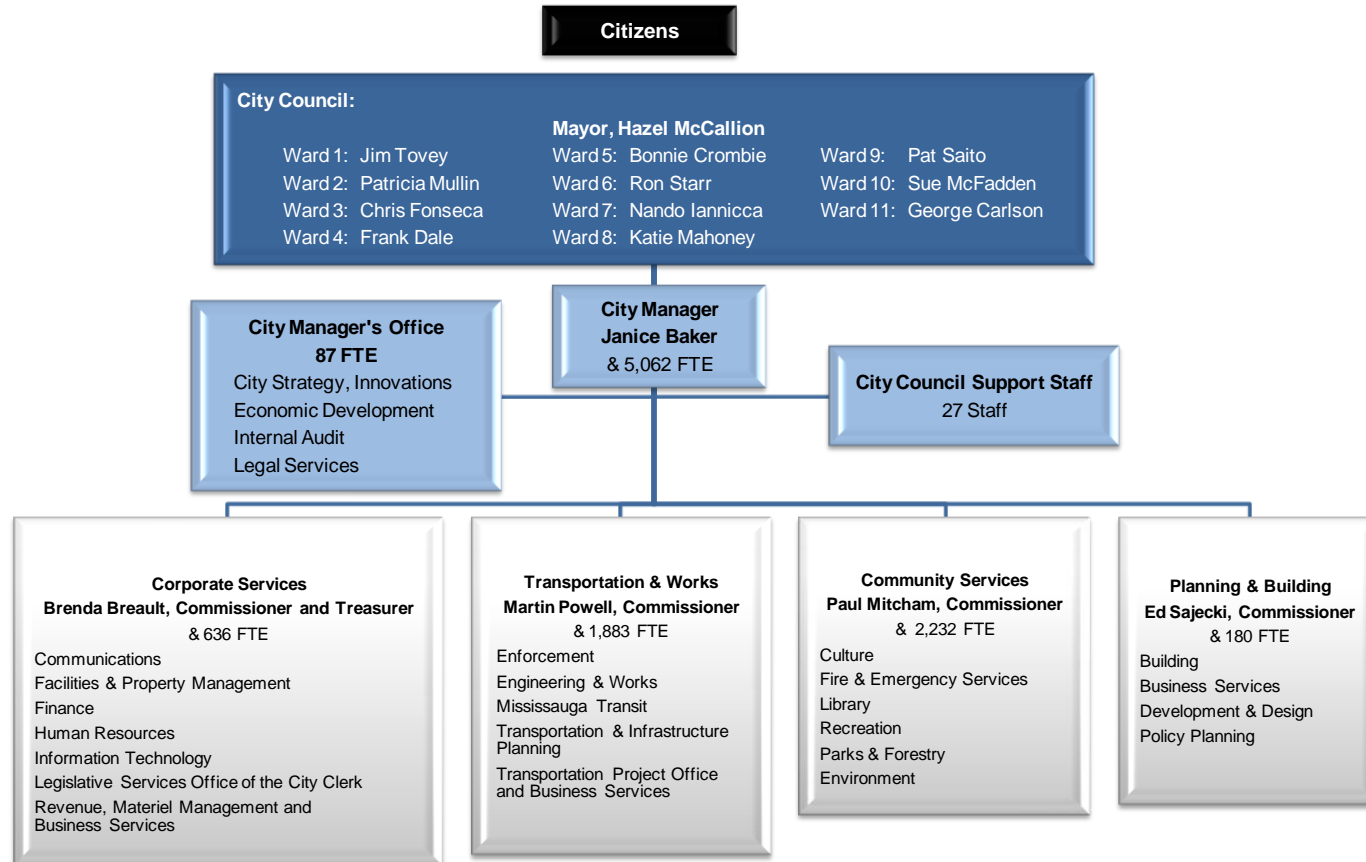 Citizens
City Council:
Mayor, Hazel McCallion
Ward 1: Jim Tovey
Ward 2: Patricia Mullin
Ward 3: Chris Fonseca
Ward 4: Frank Dale
Ward 5: Bonnie Crombie
Ward 6: Ron Starr
Ward 7: Nando Iannicca
Ward 8: Katie Mahoney
Ward 9: Pat Saito
Ward 10: Sue McFadden
Ward 11: George Carlson
City Manager
Janice Baker
& 5,062 FTE
City Manager's Office
87 FTE
City Strategy, Innovations
Economic Development
Internal Audit
Legal Services
City Council Support Staff
27 Staff
Corporate Services
Brenda Breault, Commissioner and Treasurer
& 636 FTE
Communications
Facilities & Property Management
Finance
Human Resources
Information Technology
Legislative Services Office of the City Clerk
Revenue, Materiel Management and
Business Services
Transportation & Works
Martin Powell, Commissioner
& 1,883 FTE
Enforcement
Engineering & Works
Mississauga Transit
Transportation & Infrastructure
Planning
Transportation Project Office
and Business Services
Community Services
Paul Mitcham, Commissioner
& 2,232 FTE
Culture
Fire & Emergency Services
Library
Recreation
Parks & Forestry
Environment
Planning & Building
Ed Sajecki, Commissioner
& 180 FTE
Building
Business Services
Development & Design
Policy Planning